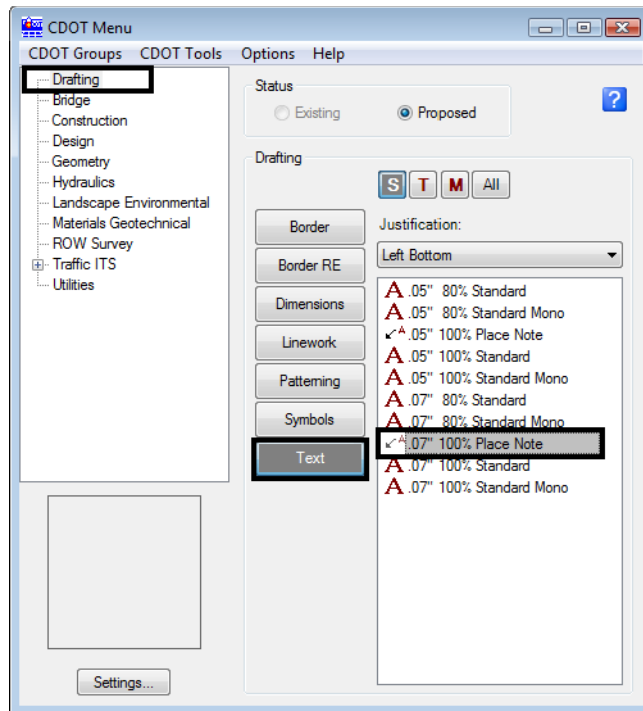 CDOT Menu
CDOT Groups CDOT Tools Options Help
Drafting
Bridge
Construction
Design
Geometry
Hydraulics
Landscape Environmental
Materials Geotechnical
ROW Survey
Traffic ITS
Utilities
Settings...
Status
Existing Proposed
?
Drafting
S T M All
Border
Border RE
Dimensions
Linework
Patterning
Symbols
Text
Justification:
Left Bottom
A .05" 80% Standard
A .05" 80% Standard Mono
A .05" 100% Place Note
A .05" 100% Standard
A .05" 100% Standard Mono
A .07" 80% Standard
A .07" 80% Standard Mono
A .07" 100% Place Note
A .07" 100% Standard
A .07" 100% Standard Mono